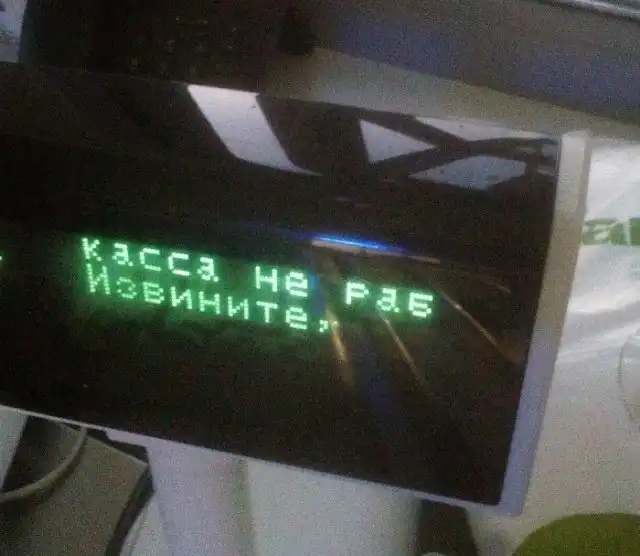 касса не раб
Извините,